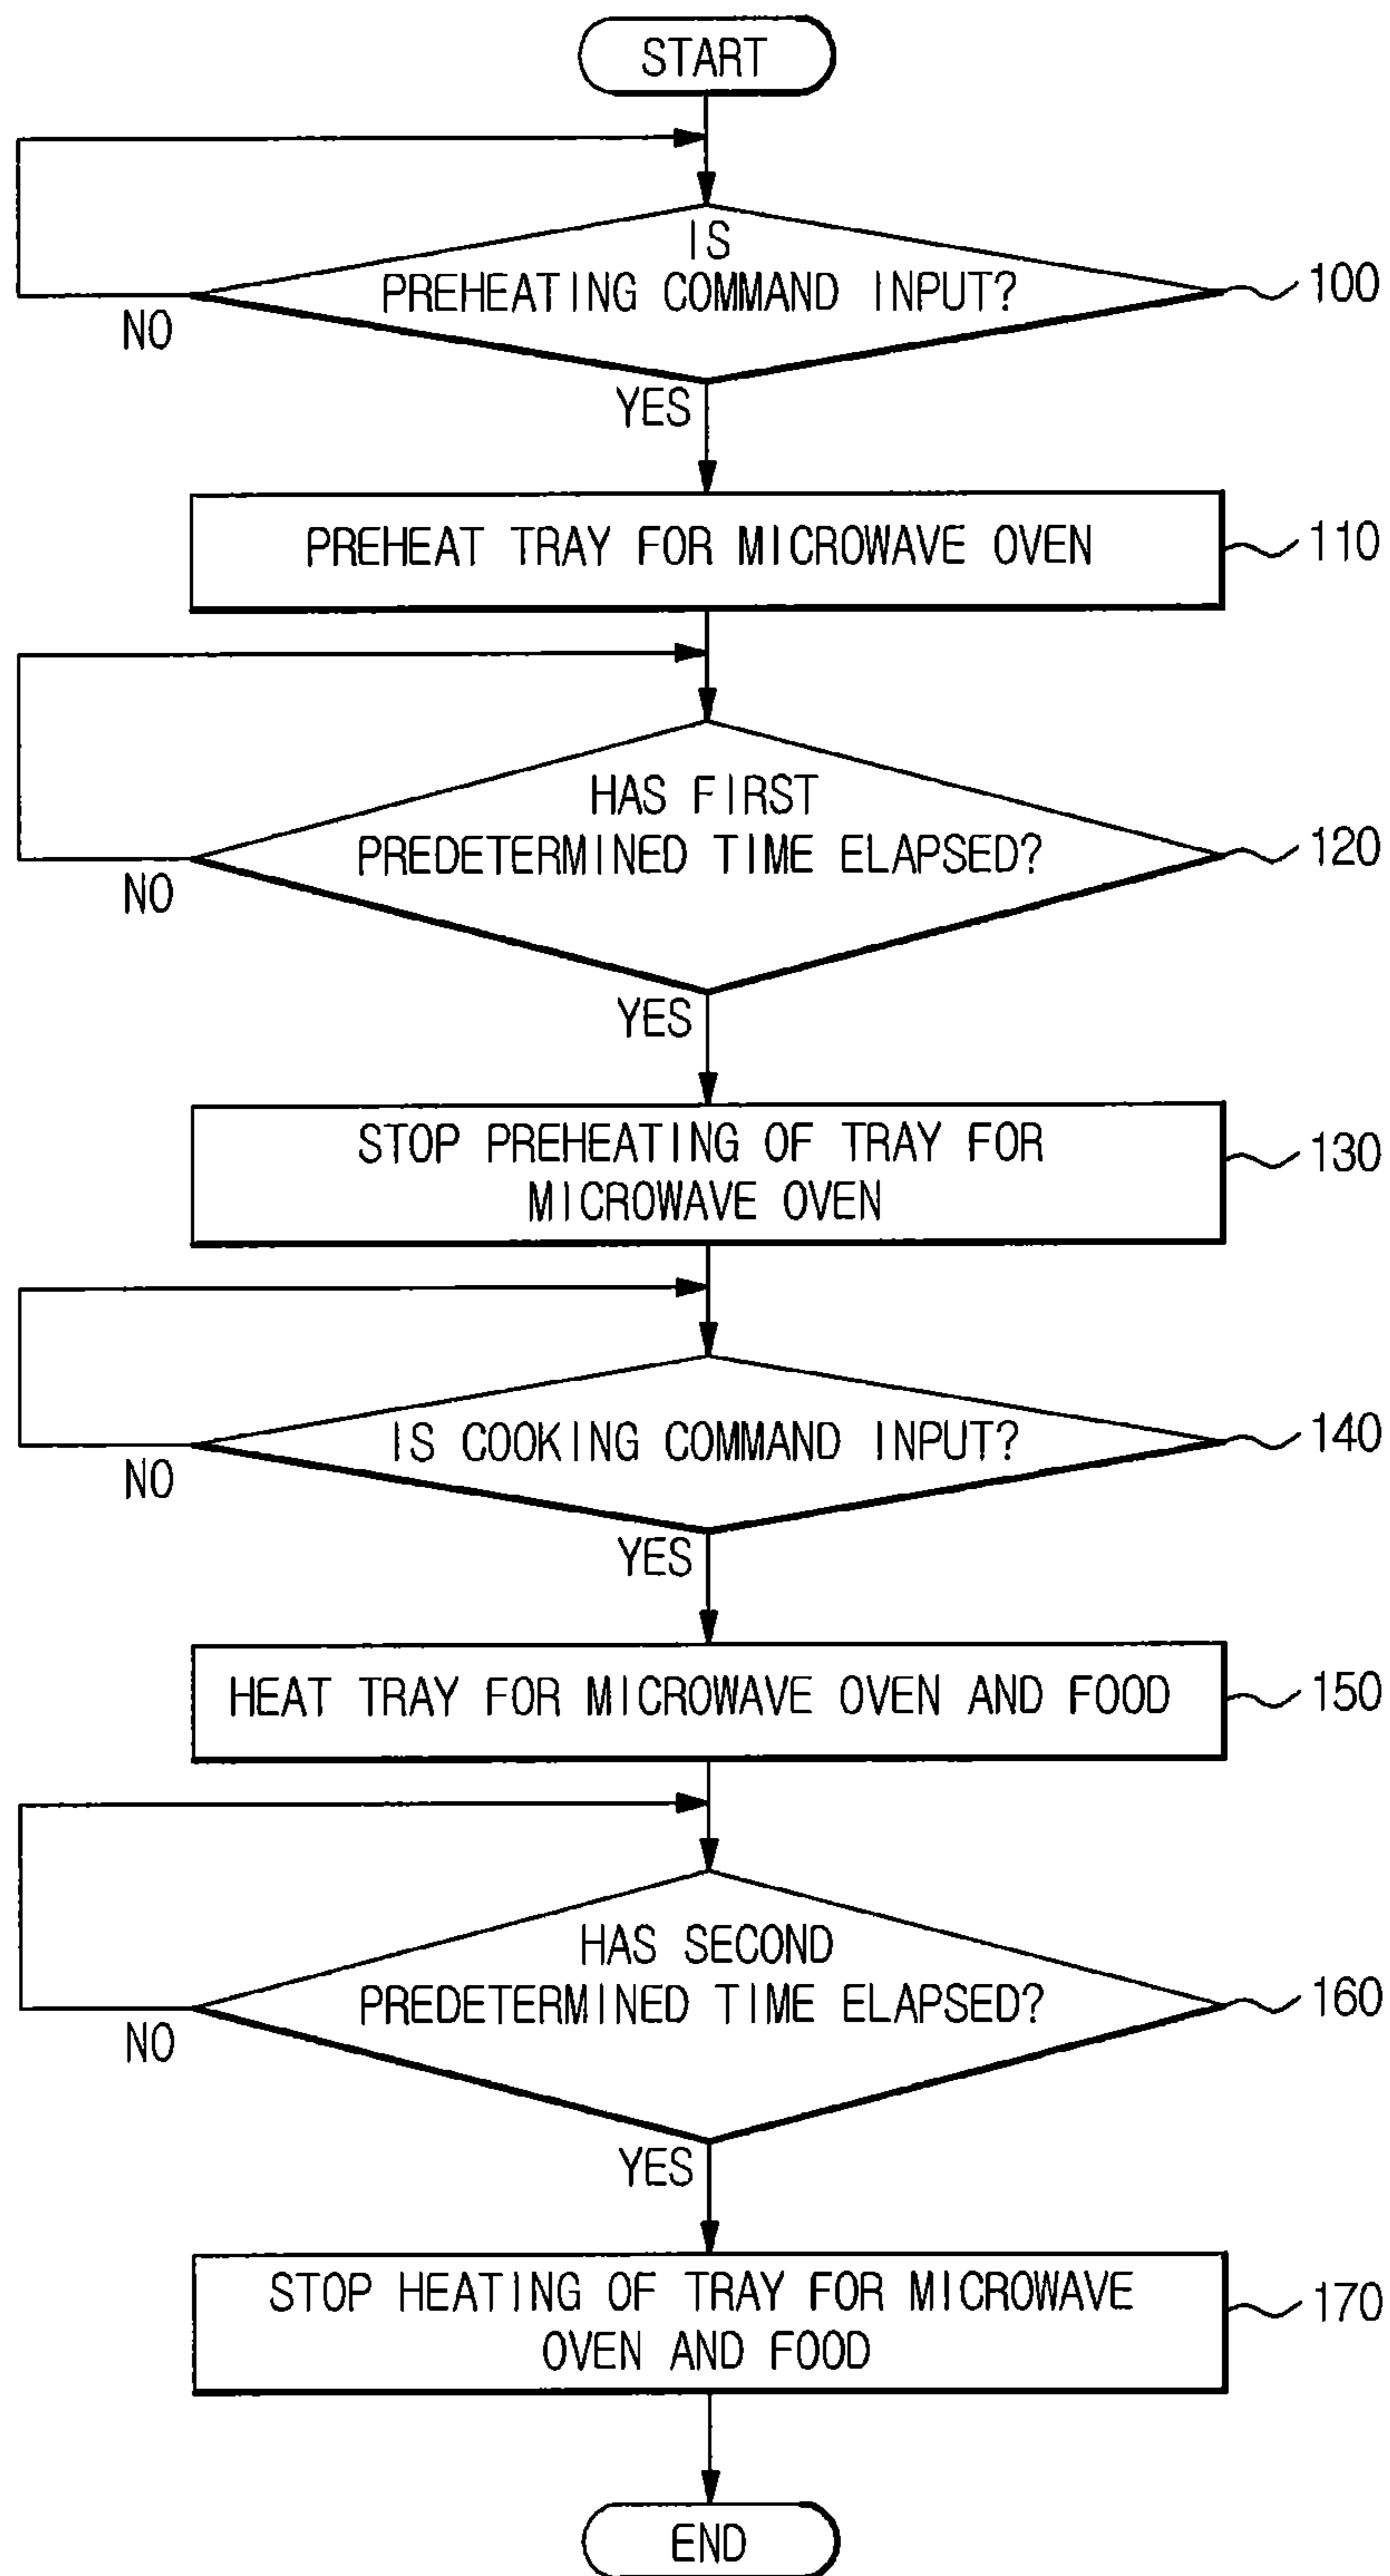 START
IS
PREHEATING COMMAND INPUT?
100
NO
YES
PREHEAT TRAY FOR MICROWAVE OVEN
110
HAS FIRST
PREDETERMINED TIME ELAPSED?
120
NO
YES
STOP PREHEATING OF TRAY FOR
MICROWAVE OVEN
130
IS COOKING COMMAND INPUT?
140
NO
YES
HEAT TRAY FOR MICROWAVE OVEN AND FOOD
150
HAS SECOND
PREDETERMINED TIME ELAPSED?
160
NO
YES
STOP HEATING OF TRAY FOR MICROWAVE
OVEN AND FOOD
170
END